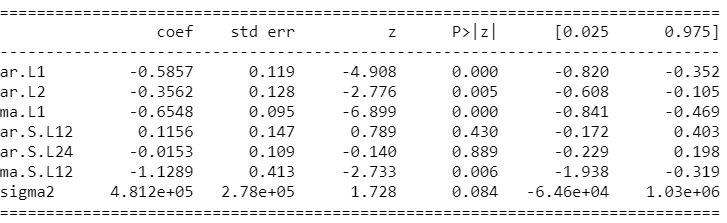 ==============================================================================
                 coef    std err          z      P>|z|      [0.025      0.975]
------------------------------------------------------------------------------
ar.L1         -0.5857      0.119     -4.908      0.000      -0.820      -0.352
ar.L2         -0.3562      0.128     -2.776      0.005      -0.608      -0.105
ma.L1         -0.6548      0.095     -6.899      0.000      -0.841      -0.469
ar.S.L12       0.1156      0.147      0.789      0.430      -0.172       0.403
ar.S.L24      -0.0153      0.109     -0.140      0.889      -0.229       0.198
ma.S.L12      -1.1289      0.413     -2.733      0.006      -1.938      -0.319
sigma2      4.812e+05   2.78e+05      1.728      0.084   -6.46e+04    1.03e+06
==============================================================================